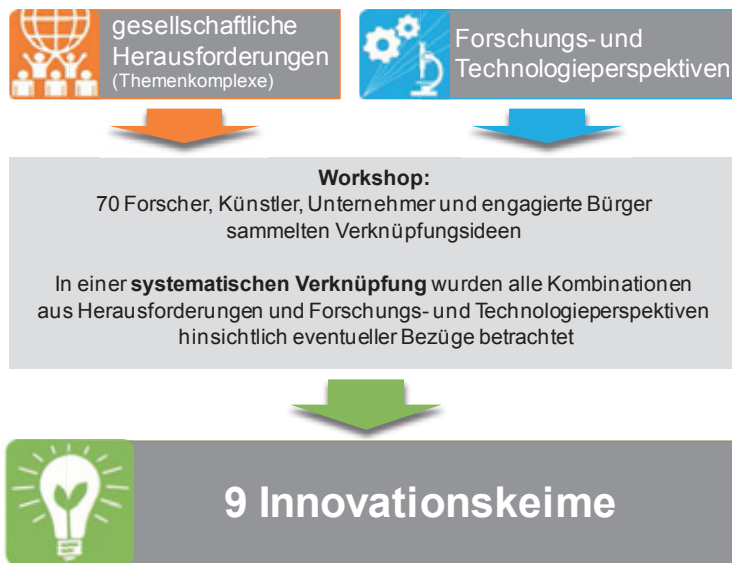 gesellschaftliche
Herausforderungen
(Themenkomplexe)
Forschungs- und
Technologieperspektiven
Workshop:
70 Forscher, Künstler, Unternehmer und engagierte Bürger
sammelten Verknüpfungsideen
In einer systematischen Verknüpfung wurden alle Kombinationen
aus Herausforderungen und Forschungs- und Technologieperspektiven
hinsichtlich eventueller Bezüge betrachtet
9 Innovationskeime